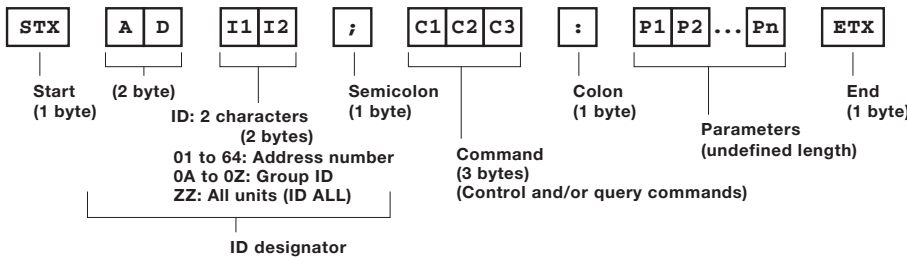 STX A D I1 I2 ; C1 C2 C3 : P1 P2 ... Pn ETX
Start
(1 byte)
(2 byte)
ID: 2 characters
(2 bytes)
01 to 64: Address number
0A to 0Z: Group ID
ZZ: All units (ID ALL)
Semicolon
(1 byte)
Command
(3 bytes)
(Control and/or query commands)
Colon
(1 byte)
Parameters
(undefined length)
End
(1 byte)
ID designator